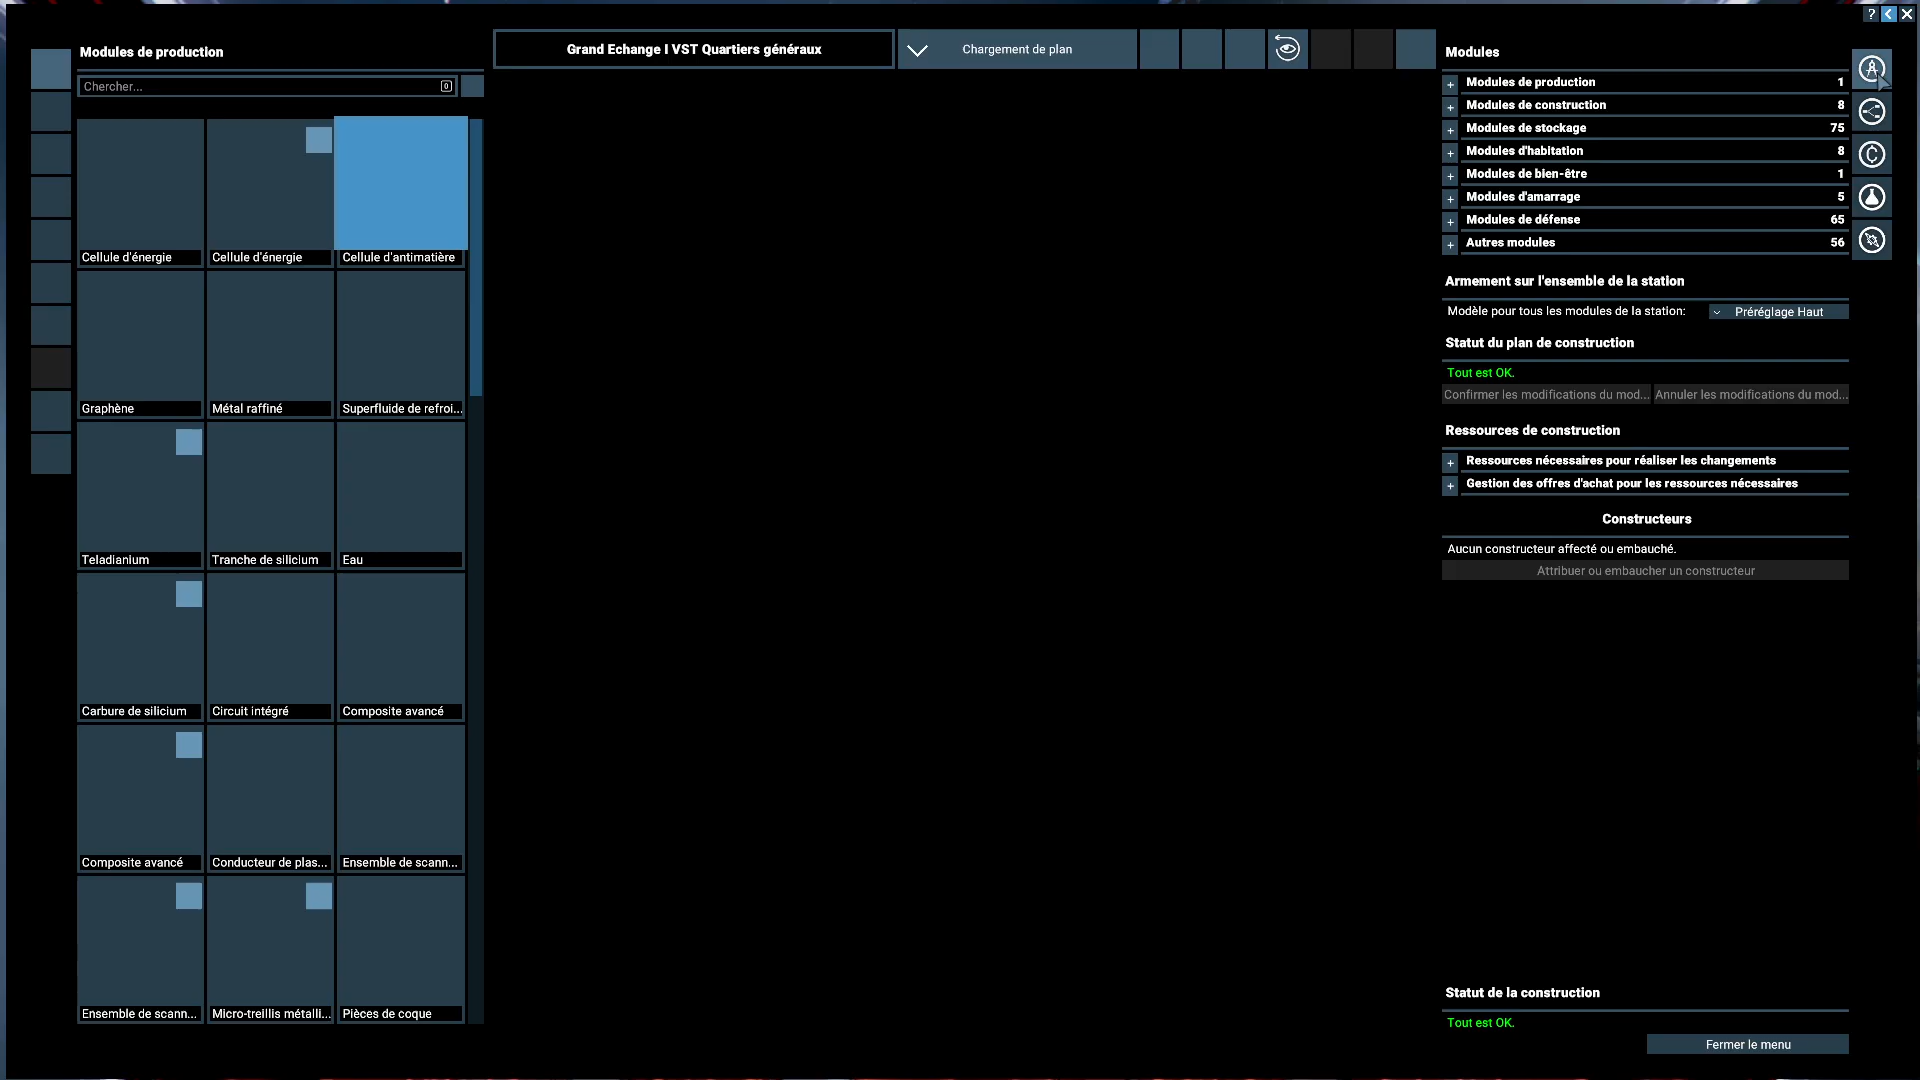 ?
Modules de production
Chercher...
0
Cellule d'énergie
Cellule d'énergie
Cellule d'antimatière
Graphène
Métal raffiné
Superfluide de refroi...
Teladianium
Tranche de silicium
Eau
Carbure de silicium
Circuit intégré
Composite avancé
Composite avancé
Conducteur de plas...
Ensemble de scann...
Ensemble de scann...
Micro-treillis métalli...
Pièces de coque
Grand Echange I VST Quartiers généraux
Chargement de plan
Modules
+ Modules de production 1
+ Modules de construction 8
+ Modules de stockage 75
+ Modules d'habitation 8
+ Modules de bien-être 1
+ Modules d'amarrage 5
+ Modules de défense 65
+ Autres modules 56
Armement sur l'ensemble de la station
Modèle pour tous les modules de la station: Préréglage Haut
Statut du plan de construction
Tout est OK.
Confirmer les modifications du mod... Annuler les modifications du mod...
Ressources de construction
+ Ressources nécessaires pour réaliser les changements
+ Gestion des offres d'achat pour les ressources nécessaires
Constructeurs
Aucun constructeur affecté ou embauché.
Attribuer ou embaucher un constructeur
Statut de la construction
Tout est OK.
Fermer le menu